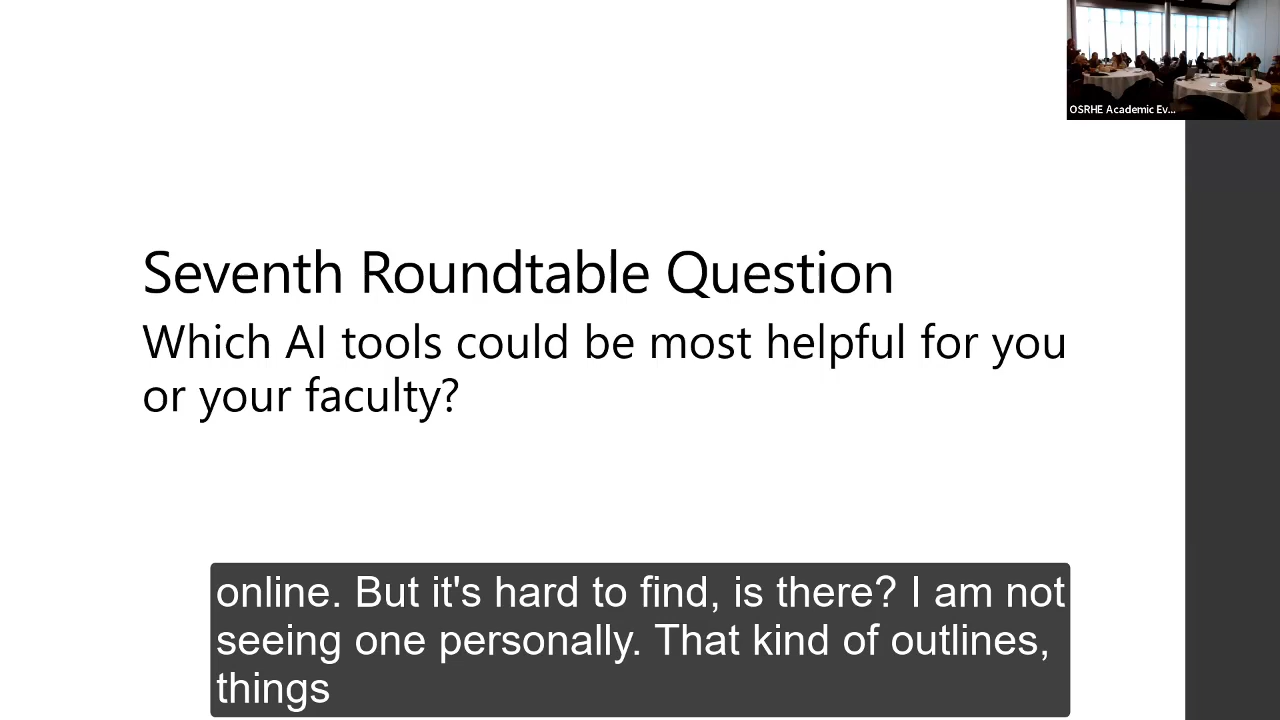 OSRHE Academic Ev...
Seventh Roundtable Question
Which AI tools could be most helpful for you
or your faculty?
online. But it's hard to find, is there? I am not
seeing one personally. That kind of outlines,
things